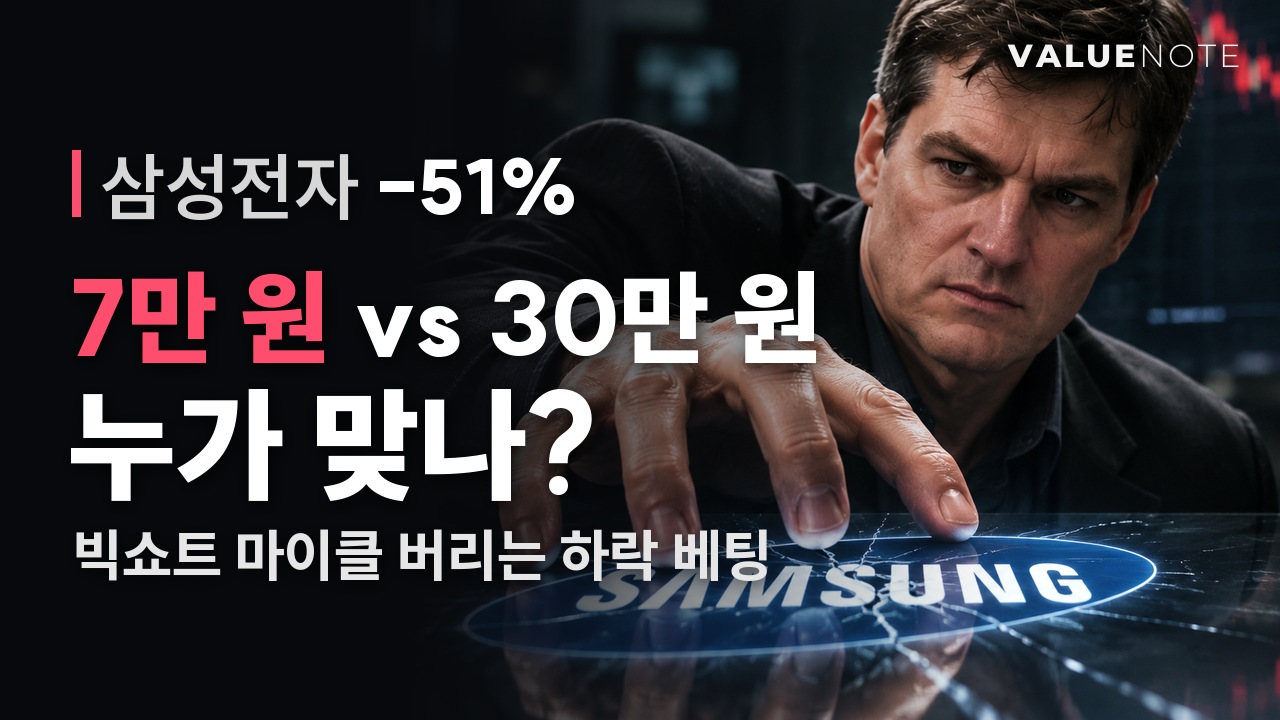 VALUENOTE
삼성전자 -51%
7만 원 vs 30만 원
누가 맞나?
빅쇼트 마이클 버리는 하락 베팅
SAMSUNG